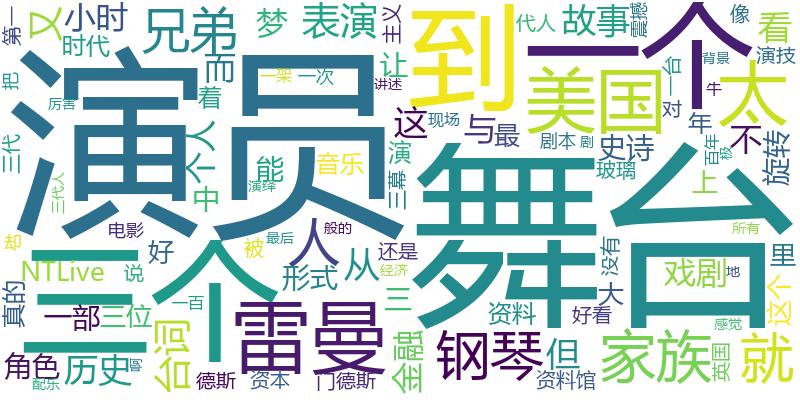 第一
又
小时
兄弟
梦
表演
主义
到
一个
代人
故事
震撼
像
看
时代
而
一架
一次
让
美国
太
背景
演技
把
厉害
演员
着
讲述
这
现场
与
最
对
一台
牛
三代
个人
能
音乐
演
剧本
剧
年
百年
不
旋转
三代人
中
演绎
三幕
舞台
史诗
玻璃
上
极
却
电影
人
般的
所有
NTLive
说
好
被
最后
还是
没有
戏剧
地
里
真的
三个
一百
形式
从
经济
三
大
这个
一部
三位
台词
雷曼
资料
好看
感觉
角色
历史
德斯
资本
门德斯
金融
钢琴
但
资料馆
家族
英国
就
配乐